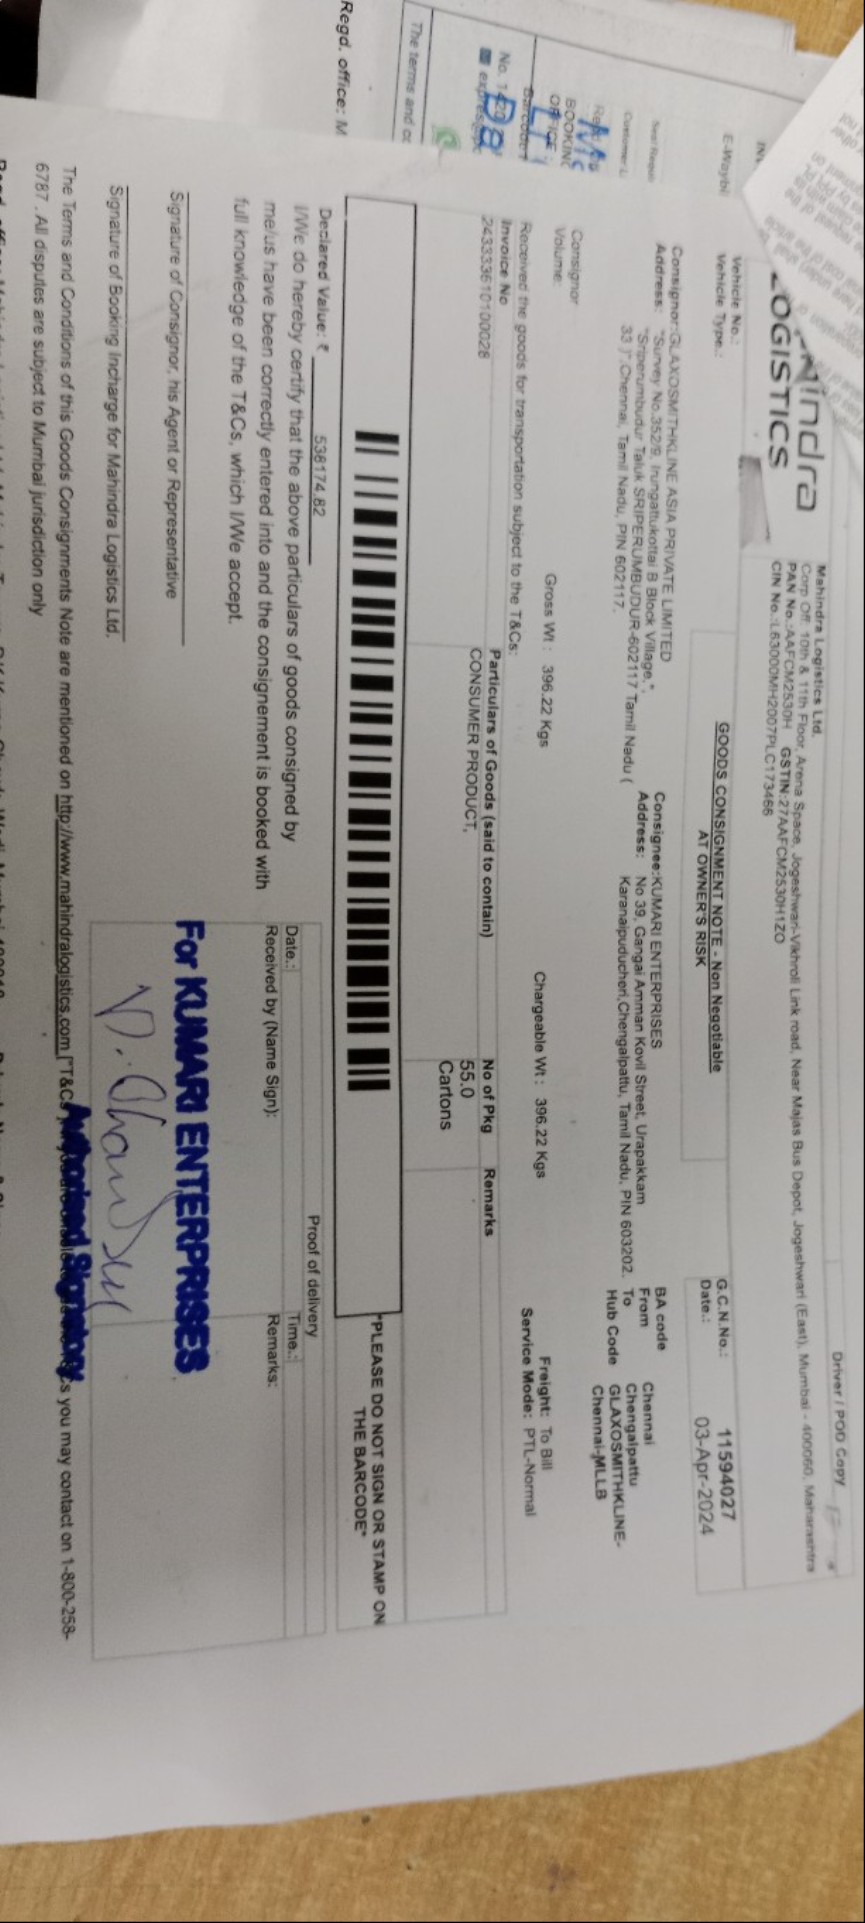 Driver / POD Copy
Mahindra Logistics Ltd.
Corp Off: 10th & 11th Floor, Arena Space, Jogeshwari-Vikhroli Link road, Near Majas Bus Depot, Jogeshwari (East), Mumbai - 400060, Maharashtra
PAN No.:AAFCM2530H GSTIN:27AAFCM2530H1ZO
CIN No.:L63000MH2007PLC173466
LOGISTICS
Vehicle No.:
Vehicle Type.:
GOODS CONSIGNMENT NOTE - Non Negotiable
AT OWNER'S RISK
G.C.N.No.: 11594027
Date.: 03-Apr-2024
Consignor:GLAXOSMITHKLINE ASIA PRIVATE LIMITED
Address: "Survey No.352/9, Irungattukottai B Block Village.",
"Sriperumbudur Taluk SRIPERUMBUDUR-602117 Tamil Nadu (
33 )".Chennai, Tamil Nadu, PIN 602117.
Consignee:KUMARI ENTERPRISES
Address: No 39, Gangai Amman Kovil Street, Urapakkam
Karanaipuducheri,Chengalpattu, Tamil Nadu, PIN 603202.
BA code
From Chennai
To Chengalpattu
Hub Code GLAXOSMITHKLINE-
Chennai-MLLB
Consignor
Volume:
Gross Wt : 396.22 Kgs
Chargeable Wt : 396.22 Kgs
Freight: To Bill
Service Mode: PTL-Normal
Received the goods for transportation subject to the T&Cs:
Invoice No Particulars of Goods (said to contain) No of Pkg Remarks
243333610100028 CONSUMER PRODUCT, 55.0
Cartons
*PLEASE DO NOT SIGN OR STAMP ON
THE BARCODE*
Declared Value: ₹ 538174.82
I/We do hereby certify that the above particulars of goods consigned by
me/us have been correctly entered into and the consignement is booked with
full knowledge of the T&Cs, which I/We accept.
Proof of delivery
Date.: Time.:
Received by (Name Sign): Remarks:
For KUMARI ENTERPRISES
Authorised Signatory
Signature of Consignor, his Agent or Representative
Signature of Booking Incharge for Mahindra Logistics Ltd.
The Terms and Conditions of this Goods Consignments Note are mentioned on http://www.mahindralogistics.com ["T&Cs" you may contact on 1-800-258-
6787 . All disputes are subject to Mumbai jurisdiction only
E-Waybi
BOOKING
OFFICE :
The terms and co
Regd. office: M